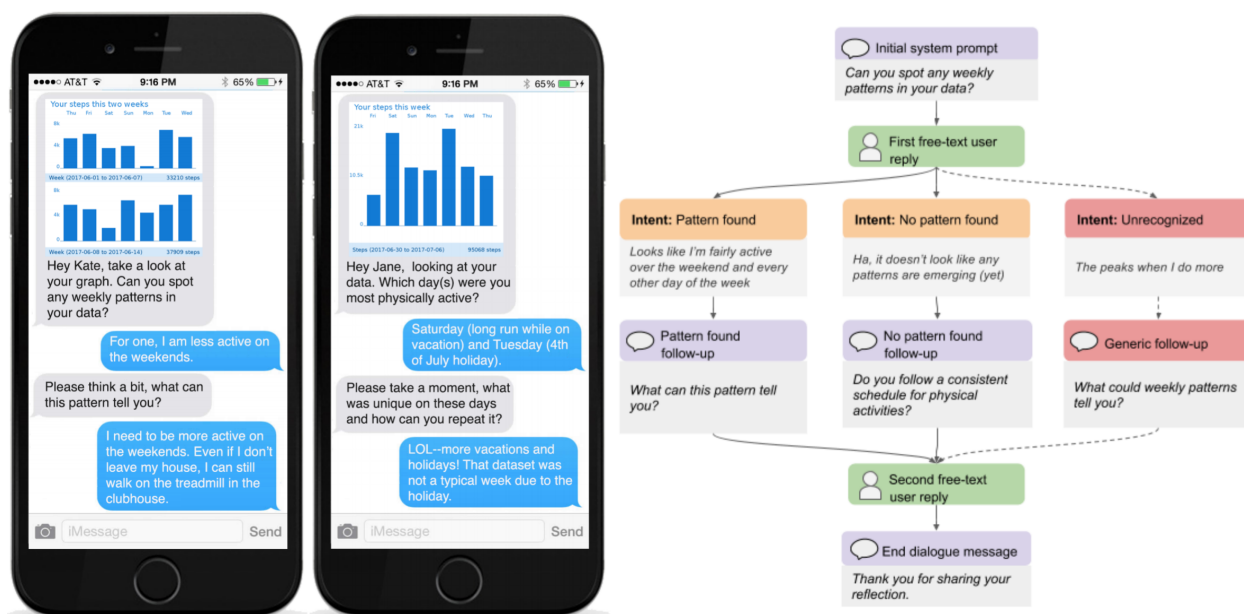 ●●●●○ AT&T 9:16 PM 65%
Your steps this two weeks
Thu Fri Sat Sun Mon Tue Wed
8k
4k
0
Week (2017-06-01 to 2017-06-07) 33210 steps
8k
4k
0
Week (2017-06-08 to 2017-06-14) 37909 steps
Hey Kate, take a look at
your graph. Can you spot
any weekly patterns in
your data?
For one, I am less active on
the weekends.
Please think a bit, what can
this pattern tell you?
I need to be more active on
the weekends. Even if I don't
leave my house, I can still
walk on the treadmill in the
clubhouse.
iMessage Send
●●●●○ AT&T 9:16 PM 65%
Your steps this week
Fri Sat Sun Mon Tue Wed Thu
21k
10.5k
0
Steps (2017-06-30 to 2017-07-06) 95068 steps
Hey Jane, looking at your
data. Which day(s) were you
most physically active?
Saturday (long run while on
vacation) and Tuesday (4th
of July holiday).
Please take a moment, what
was unique on these days
and how can you repeat it?
LOL--more vacations and
holidays! That dataset was
not a typical week due to the
holiday.
iMessage Send
Initial system prompt
Can you spot any weekly
patterns in your data?
First free-text user
reply
Intent: Pattern found
Looks like I'm fairly active
over the weekend and every
other day of the week
Pattern found
follow-up
What can this pattern tell
you?
Intent: No pattern found
Ha, it doesn't look like any
patterns are emerging (yet)
No pattern found
follow-up
Do you follow a consistent
schedule for physical
activities?
Intent: Unrecognized
The peaks when I do more
Generic follow-up
What could weekly patterns
tell you?
Second free-text
user reply
End dialogue message
Thank you for sharing your
reflection.